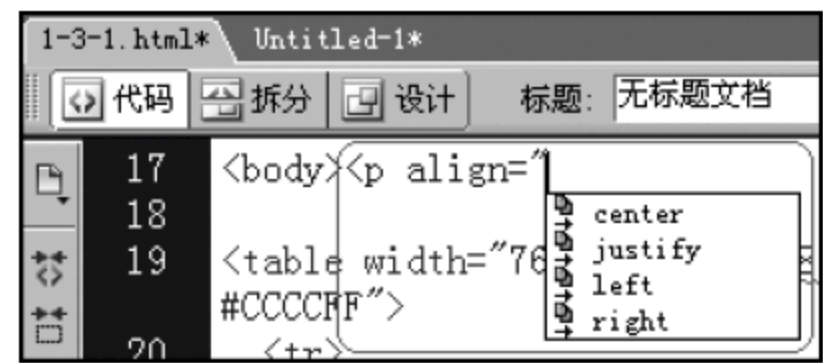 1-3-1.html* Untitled-1*
代码 拆分 设计 标题: 无标题文档
17 <body><p align="
center
justify
left
right
18
19 <table width="76
#CCCCFF">
20 <tr>